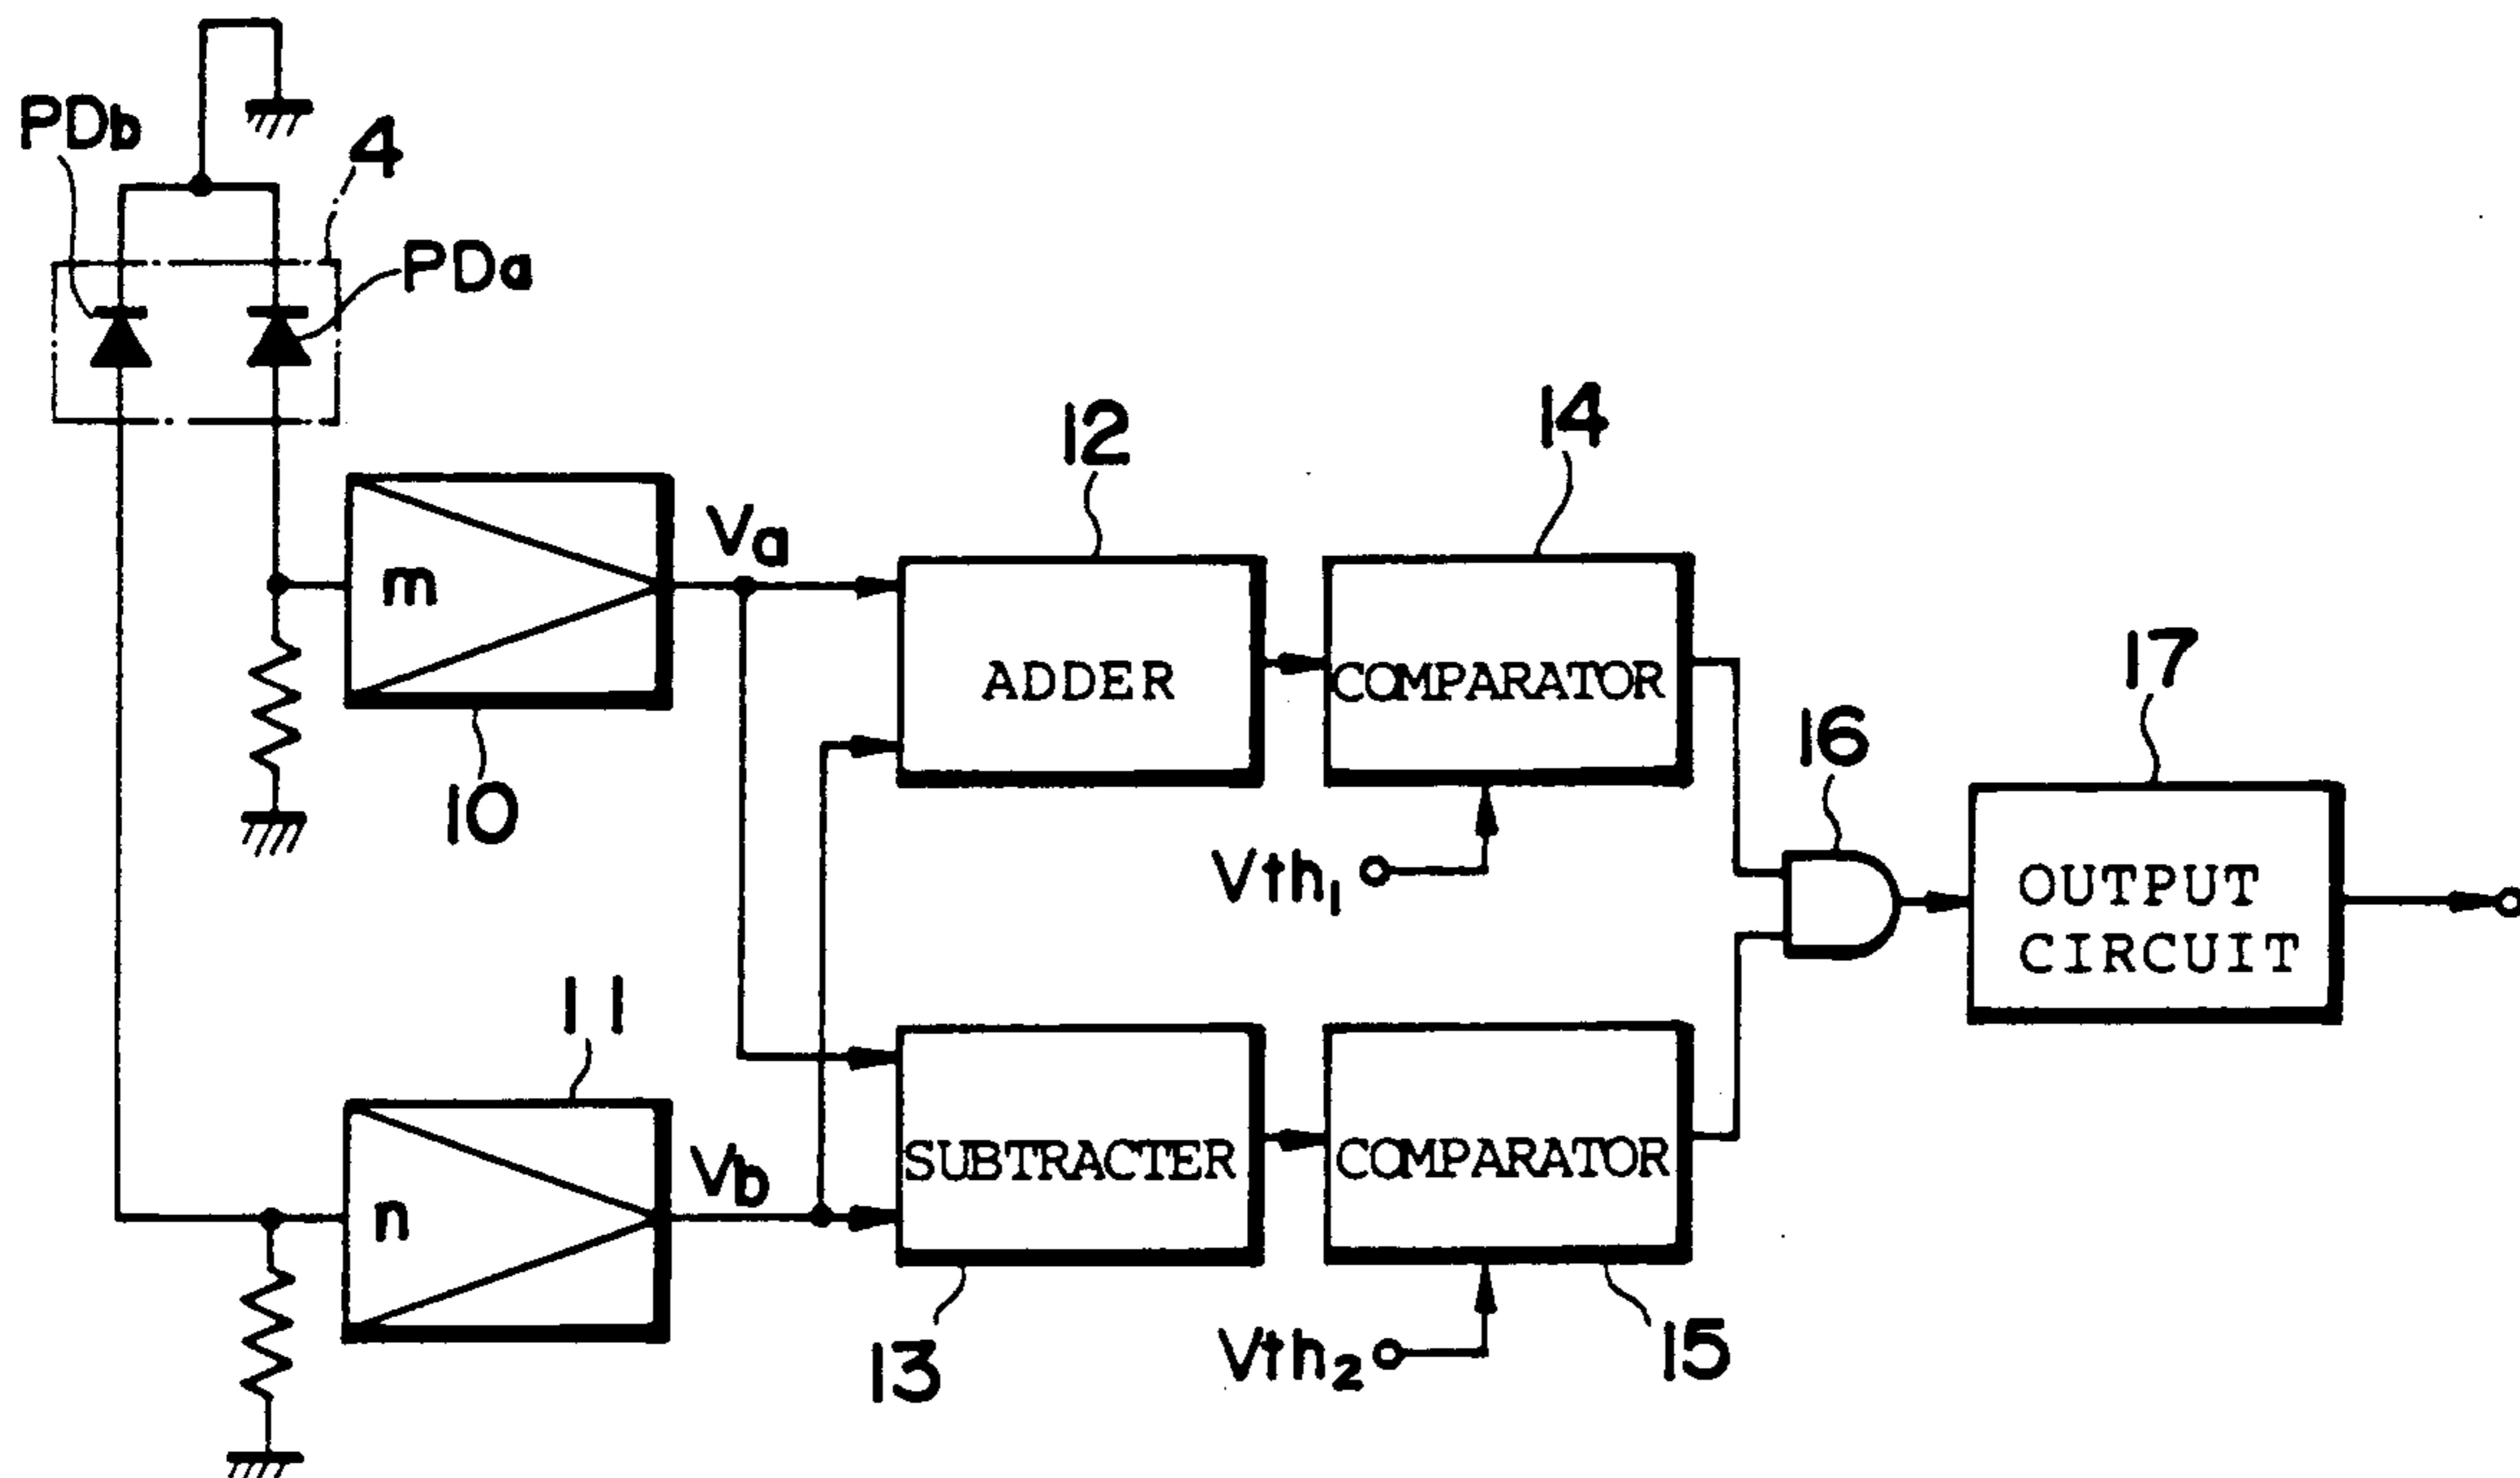 PDb
4
PDa
12
14
Va
m
ADDER
COMPARATOR
17
16
10
Vth1
OUTPUT
CIRCUIT
11
Vb
n
SUBTRACTER
COMPARATOR
13
Vth2
15